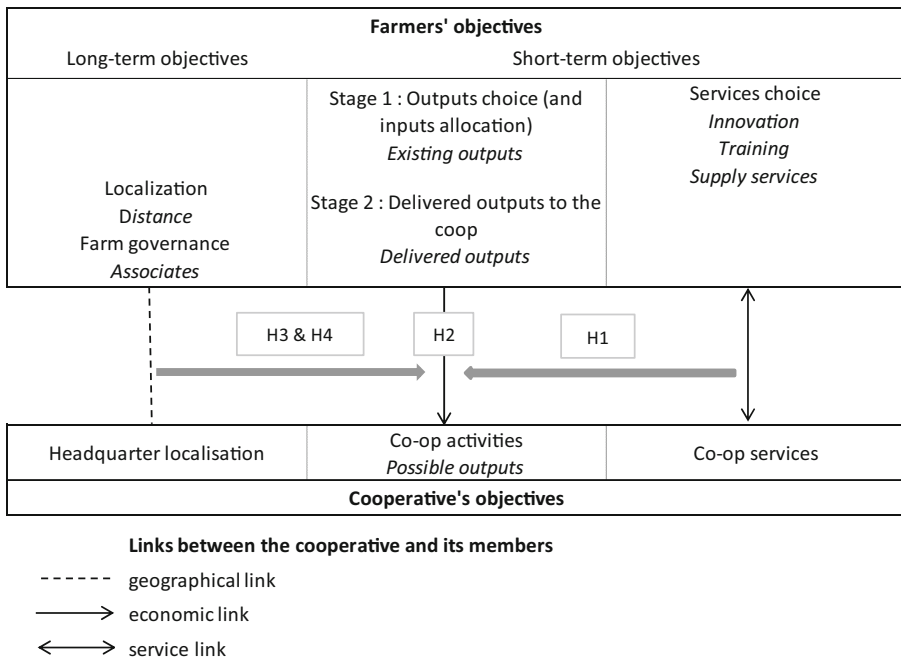 Farmers' objectives
Long-term objectives
Short-term objectives
Localization
Distance
Farm governance
Associates
Stage 1 : Outputs choice (and
inputs allocation)
Existing outputs
Stage 2 : Delivered outputs to the
coop
Delivered outputs
Services choice
Innovation
Training
Supply services
H3 & H4
H2
H1
Headquarter localisation
Co-op activities
Possible outputs
Co-op services
Cooperative's objectives
Links between the cooperative and its members
geographical link
economic link
service link